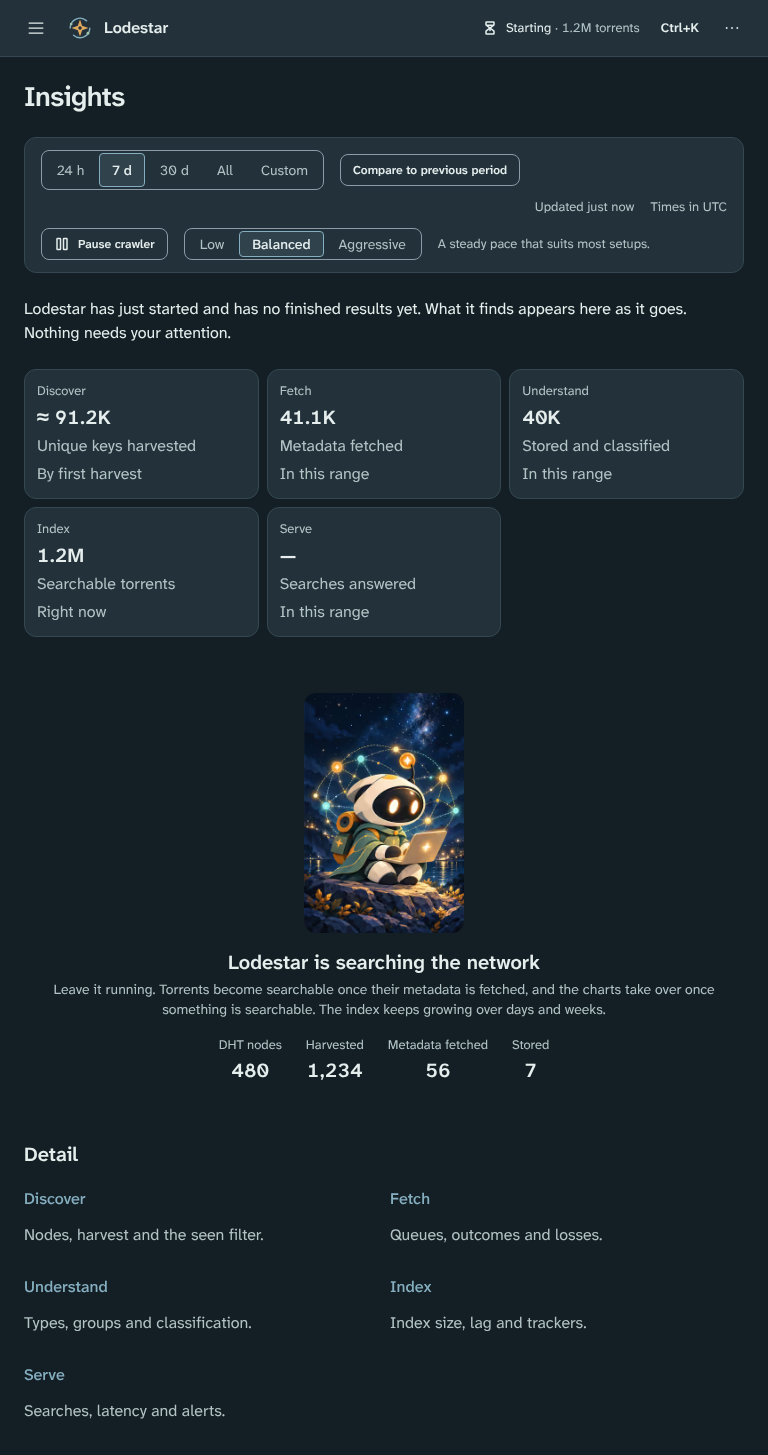 Lodestar
Starting · 1.2M torrents
Ctrl+K
Insights
24 h
7 d
30 d
All
Custom
Compare to previous period
Updated just now
Times in UTC
Pause crawler
Low
Balanced
Aggressive
A steady pace that suits most setups.
Lodestar has just started and has no finished results yet. What it finds appears here as it goes.
Nothing needs your attention.
Discover
≈ 91.2K
Unique keys harvested
By first harvest
Fetch
41.1K
Metadata fetched
In this range
Understand
40K
Stored and classified
In this range
Index
1.2M
Searchable torrents
Right now
Serve
—
Searches answered
In this range
Lodestar is searching the network
Leave it running. Torrents become searchable once their metadata is fetched, and the charts take over once
something is searchable. The index keeps growing over days and weeks.
DHT nodes
480
Harvested
1,234
Metadata fetched
56
Stored
7
Detail
Discover
Nodes, harvest and the seen filter.
Fetch
Queues, outcomes and losses.
Understand
Types, groups and classification.
Index
Index size, lag and trackers.
Serve
Searches, latency and alerts.